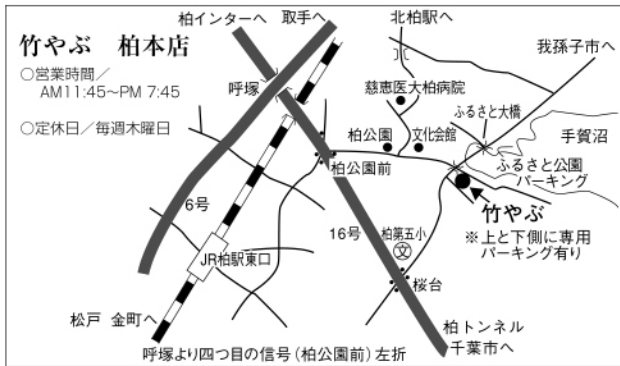 柏インターへ
取手へ
北柏駅へ
竹やぶ 柏本店
我孫子市へ
○営業時間／
AM11:45～PM 7:45
呼塚
慈恵医大柏病院
ふるさと大橋
○定休日／毎週木曜日
柏公園
文化会館
手賀沼
柏公園前
ふるさと公園
パーキング
6号
竹やぶ
16号
柏第五小
文
※上と下側に専用
パーキング有り
JR柏駅東口
桜台
松戸 金町へ
柏トンネル
千葉市へ
呼塚より四つ目の信号(柏公園前)左折